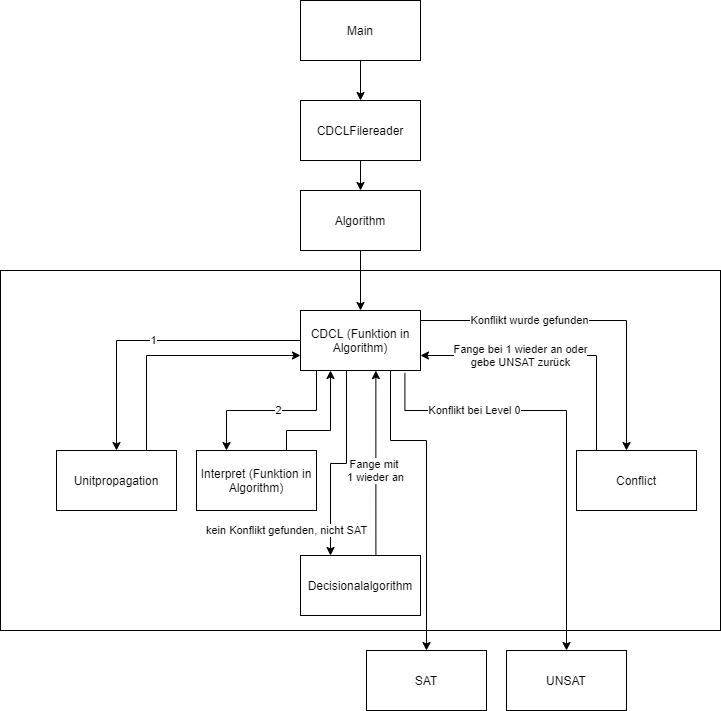 Main
CDCLFilereader
Algorithm
CDCL (Funktion in
Algorithm)
Konflikt wurde gefunden
1
Fange bei 1 wieder an oder
gebe UNSAT zurück
2
Konflikt bei Level 0
Unitpropagation
Interpret (Funktion in
Algorithm)
Fange mit
1 wieder an
Conflict
kein Konflikt gefunden, nicht SAT
Decisionalalgorithm
SAT
UNSAT